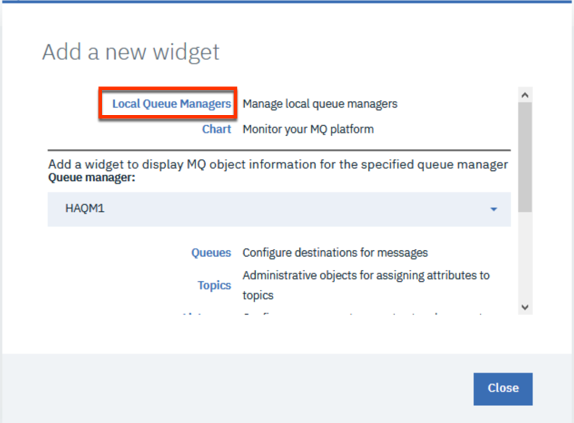 Add a new widget
Local Queue Managers Manage local queue managers
Chart Monitor your MQ platform
Add a widget to display MQ object information for the specified queue manager
Queue manager:
HAQM1
Queues Configure destinations for messages
Topics Administrative objects for assigning attributes to
topics
Close